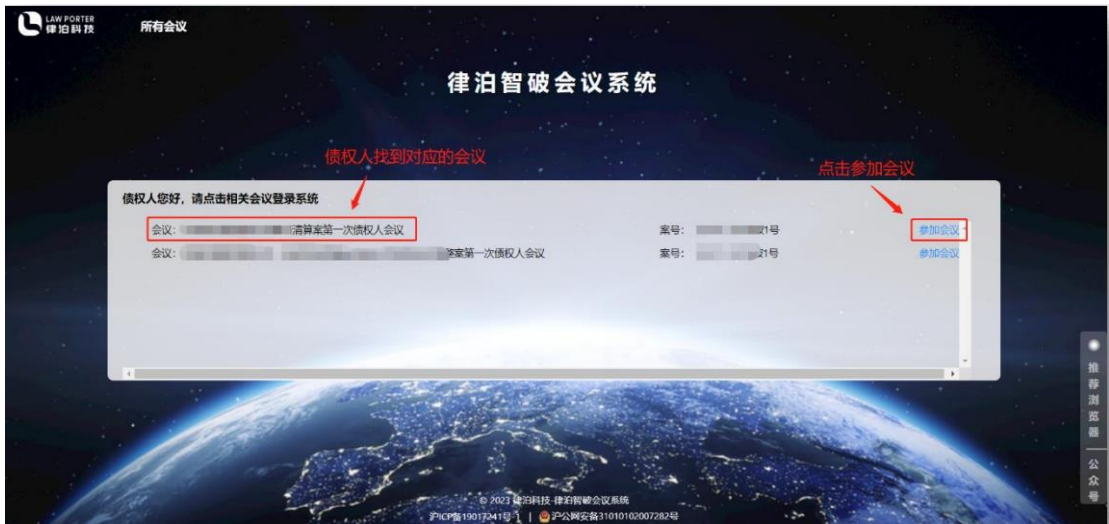 LAW PORTER
律泊科技
所有会议
律泊智破会议系统
债权人找到对应的会议
点击参加会议
债权人您好，请点击相关会议登录系统
会议： 清算案第一次债权人会议 案号： 21号 参加会议
会议： 案第一次债权人会议 案号： 21号 参加会议
推荐浏览器
公众号
© 2023 律泊科技-律泊智破会议系统
沪ICP备19017241号-1 | 沪公网安备31010102007282号